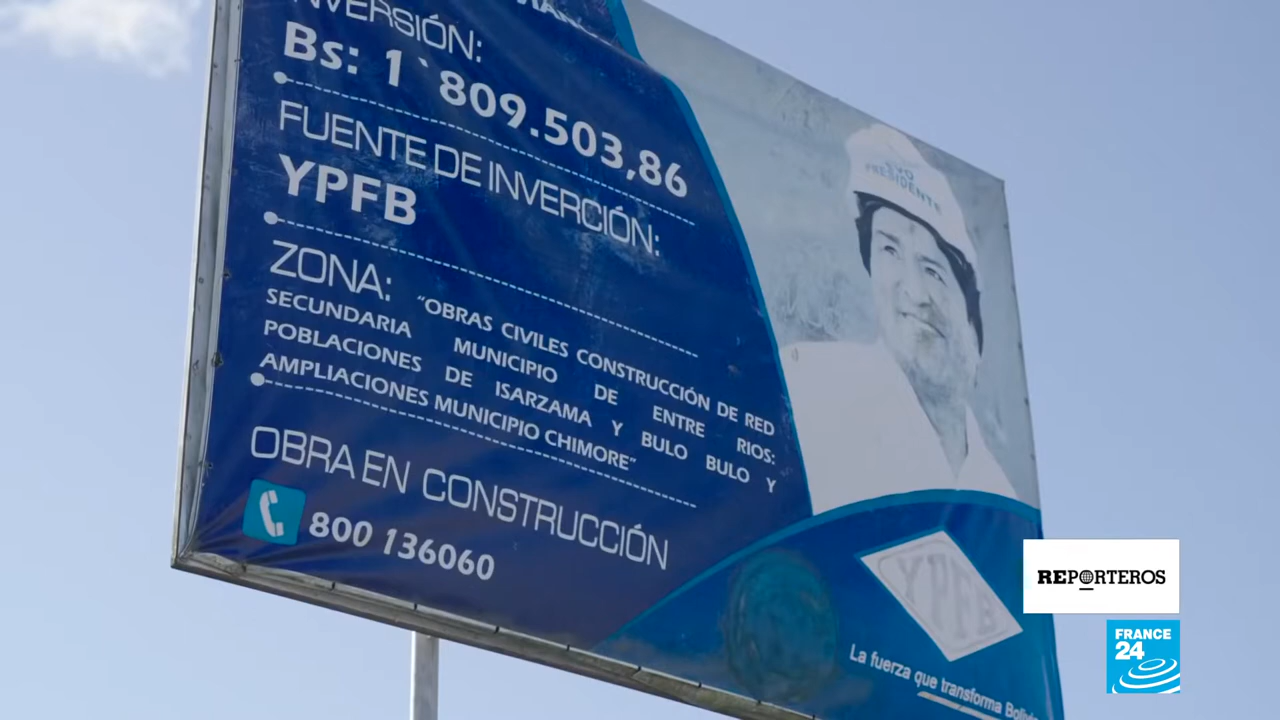 INVERSIÓN:
Bs: 1`809.503,86
FUENTE DE INVERCIÓN:
YPFB
ZONA: “OBRAS CIVILES CONSTRUCCIÓN DE RED
SECUNDARIA MUNICIPIO DE ENTRE RIOS:
POBLACIONES DE ISARZAMA Y BULO BULO Y
AMPLIACIONES MUNICIPIO CHIMORE”
OBRA EN CONSTRUCCIÓN
800 136060
EVO
PRESIDENTE
YPFB
La fuerza que transforma Bolivia
REPORTEROS
FRANCE
24